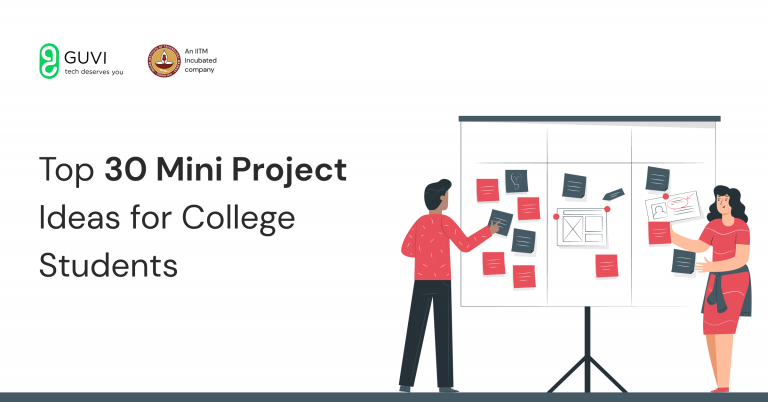 GUVI
tech deserves you
An IITM
Incubated
company
Top 30 Mini Project
Ideas for College
Students